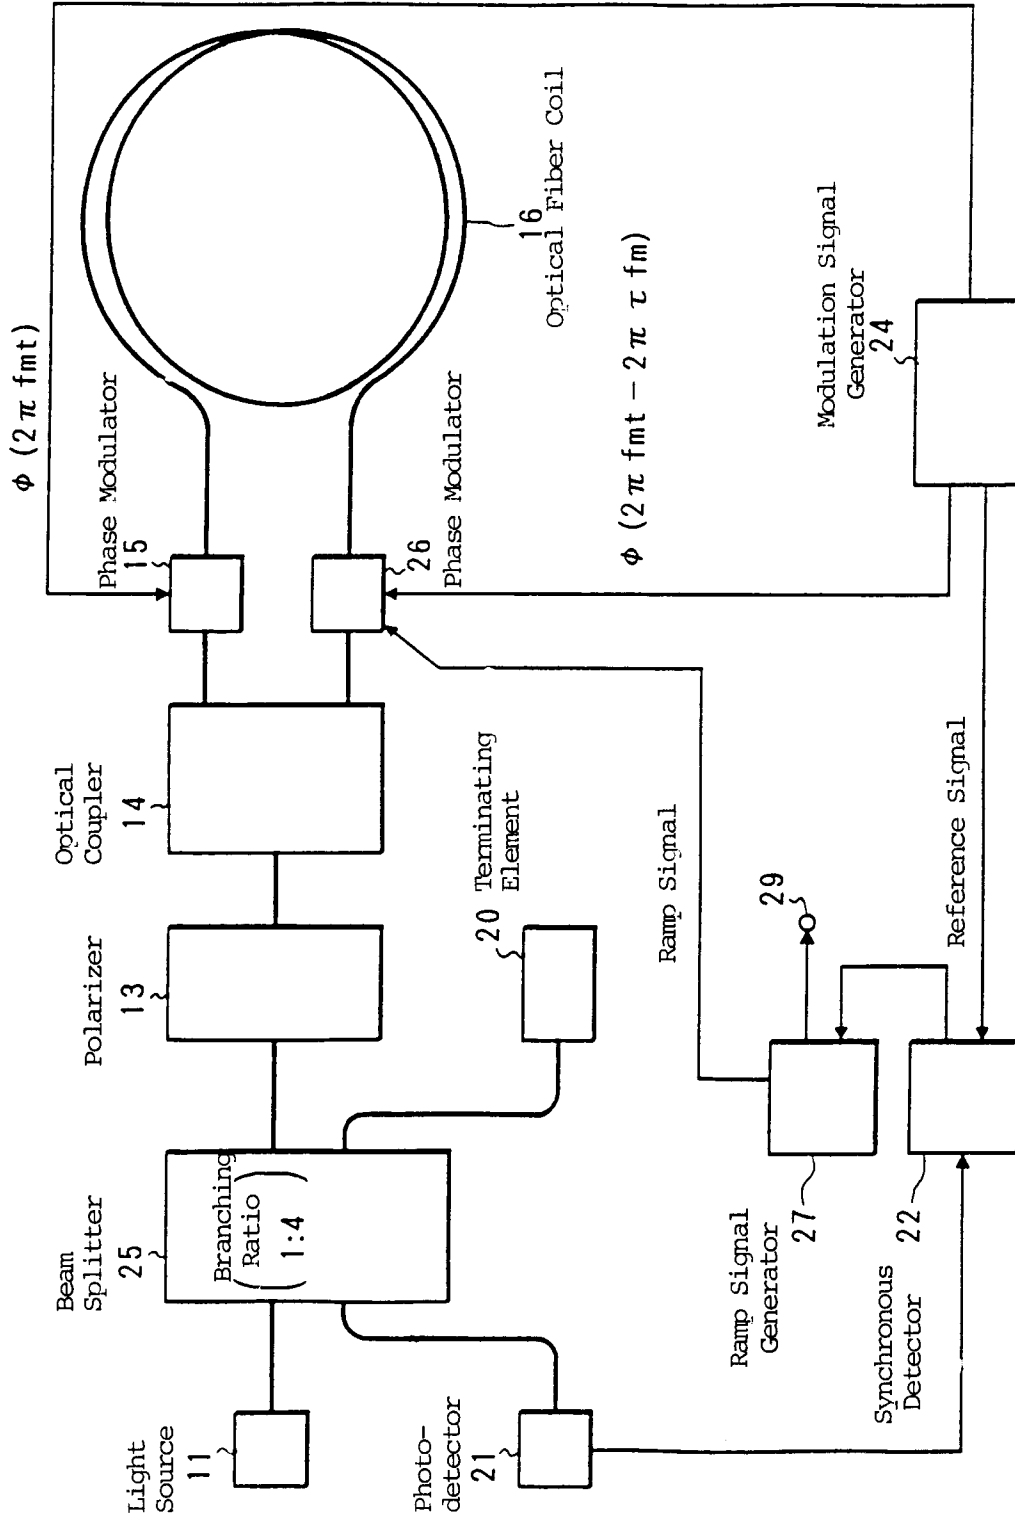 Light
Source
11
Beam
Splitter
25
Branching
Ratio
1:4
Polarizer
13
Optical
Coupler
14
Phase Modulator
15
ϕ (2π fmt)
Photo-
detector
21
20 Terminating
Element
26
Phase Modulator
16
Optical Fiber Coil
ϕ (2π fmt − 2π τ fm)
Ramp Signal
Ramp Signal
Generator
27
29
Synchronous
Detector
22
Reference Signal
Modulation Signal
Generator
24